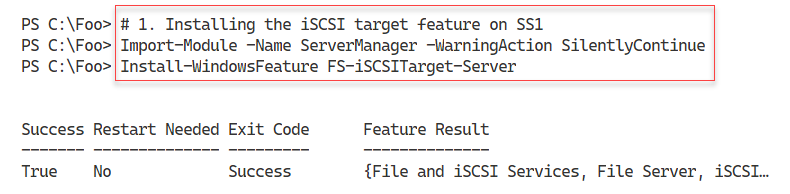 PS C:\Foo> # 1. Installing the iSCSI target feature on SS1
PS C:\Foo> Import-Module -Name ServerManager -WarningAction SilentlyContinue
PS C:\Foo> Install-WindowsFeature FS-iSCSITarget-Server
Success Restart Needed Exit Code      Feature Result
------- -------------- ---------      --------------
True    No             Success        {File and iSCSI Services, File Server, iSCSI…